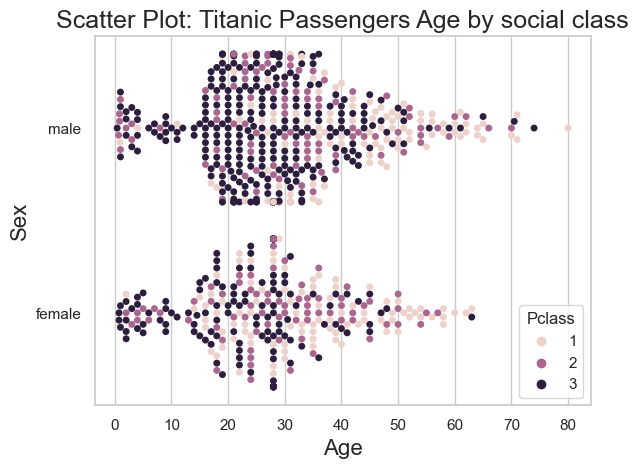 Scatter Plot: Titanic Passengers Age by social class
male
female
Sex
Pclass
1
2
3
0 10 20 30 40 50 60 70 80
Age